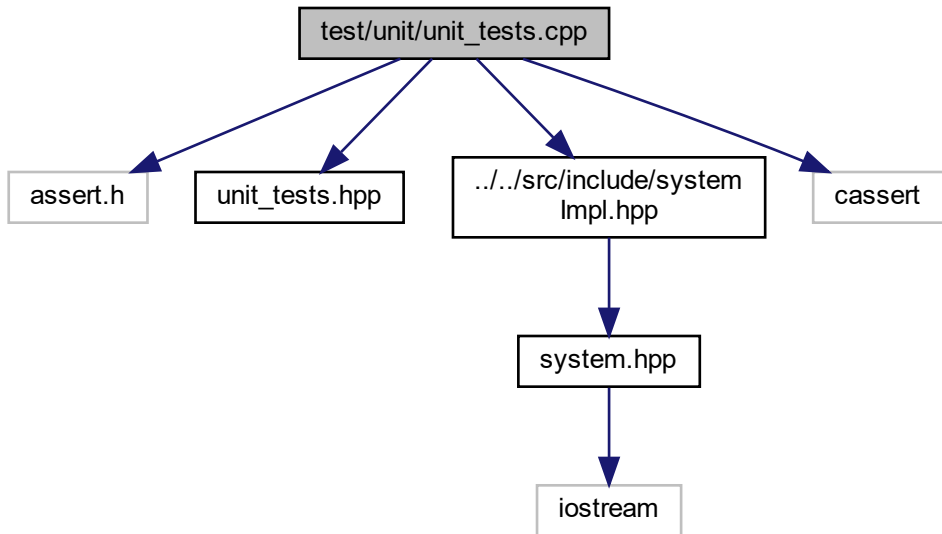 test/unit/unit_tests.cpp
assert.h
unit_tests.hpp
../../src/include/system
Impl.hpp
cassert
system.hpp
iostream